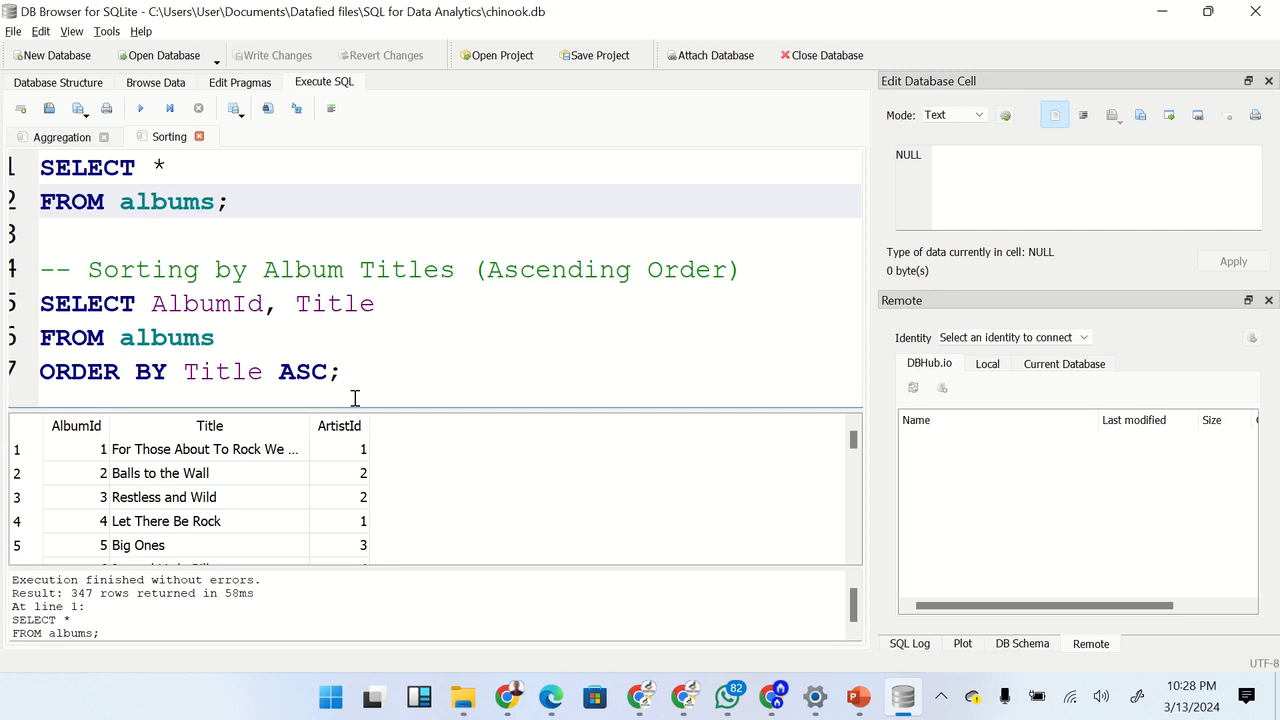 DB Browser for SQLite - C:\Users\User\Documents\Datafied files\SQL for Data Analytics\chinook.db
File Edit View Tools Help
New Database Open Database Write Changes Revert Changes Open Project Save Project Attach Database Close Database
Database Structure Browse Data Edit Pragmas Execute SQL
Aggregation Sorting
1 SELECT *
2 FROM albums;
3
4 -- Sorting by Album Titles (Ascending Order)
5 SELECT AlbumId, Title
6 FROM albums
7 ORDER BY Title ASC;
AlbumId Title ArtistId
1 1 For Those About To Rock We ... 1
2 2 Balls to the Wall 2
3 3 Restless and Wild 2
4 4 Let There Be Rock 1
5 5 Big Ones 3
Execution finished without errors.
Result: 347 rows returned in 58ms
At line 1:
SELECT *
FROM albums;
Edit Database Cell
Mode: Text
NULL
Type of data currently in cell: NULL
0 byte(s)
Apply
Remote
Identity Select an identity to connect
DBHub.io Local Current Database
Name Last modified Size
SQL Log Plot DB Schema Remote
UTF-8
82
10:28 PM
3/13/2024